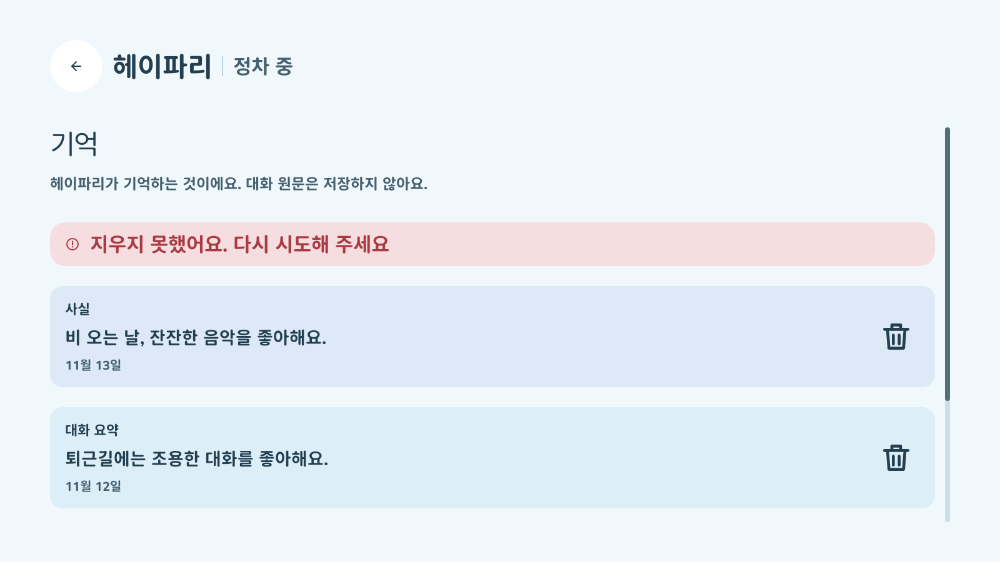 헤이파리 정차 중
기억
헤이파리가 기억하는 것이에요. 대화 원문은 저장하지 않아요.
지우지 못했어요. 다시 시도해 주세요
사실
비 오는 날, 잔잔한 음악을 좋아해요.
11월 13일
대화 요약
퇴근길에는 조용한 대화를 좋아해요.
11월 12일